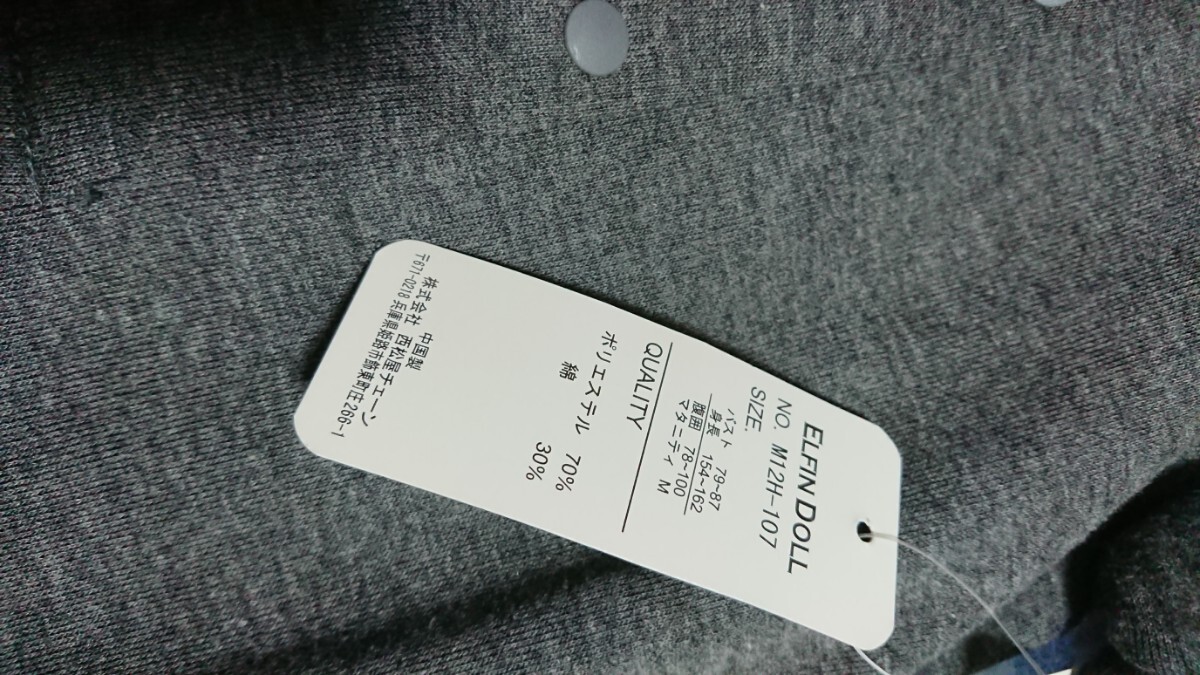 ELFIN DOLL
NO. M12H-107
SIZE.
バスト 79~87
身長 154~162
腹囲 78~100
マタニティ M
QUALITY
ポリエステル 70%
綿 30%
中国製
株式会社 西松屋チェーン
〒671-0218 兵庫県姫路市飾東町庄266-1